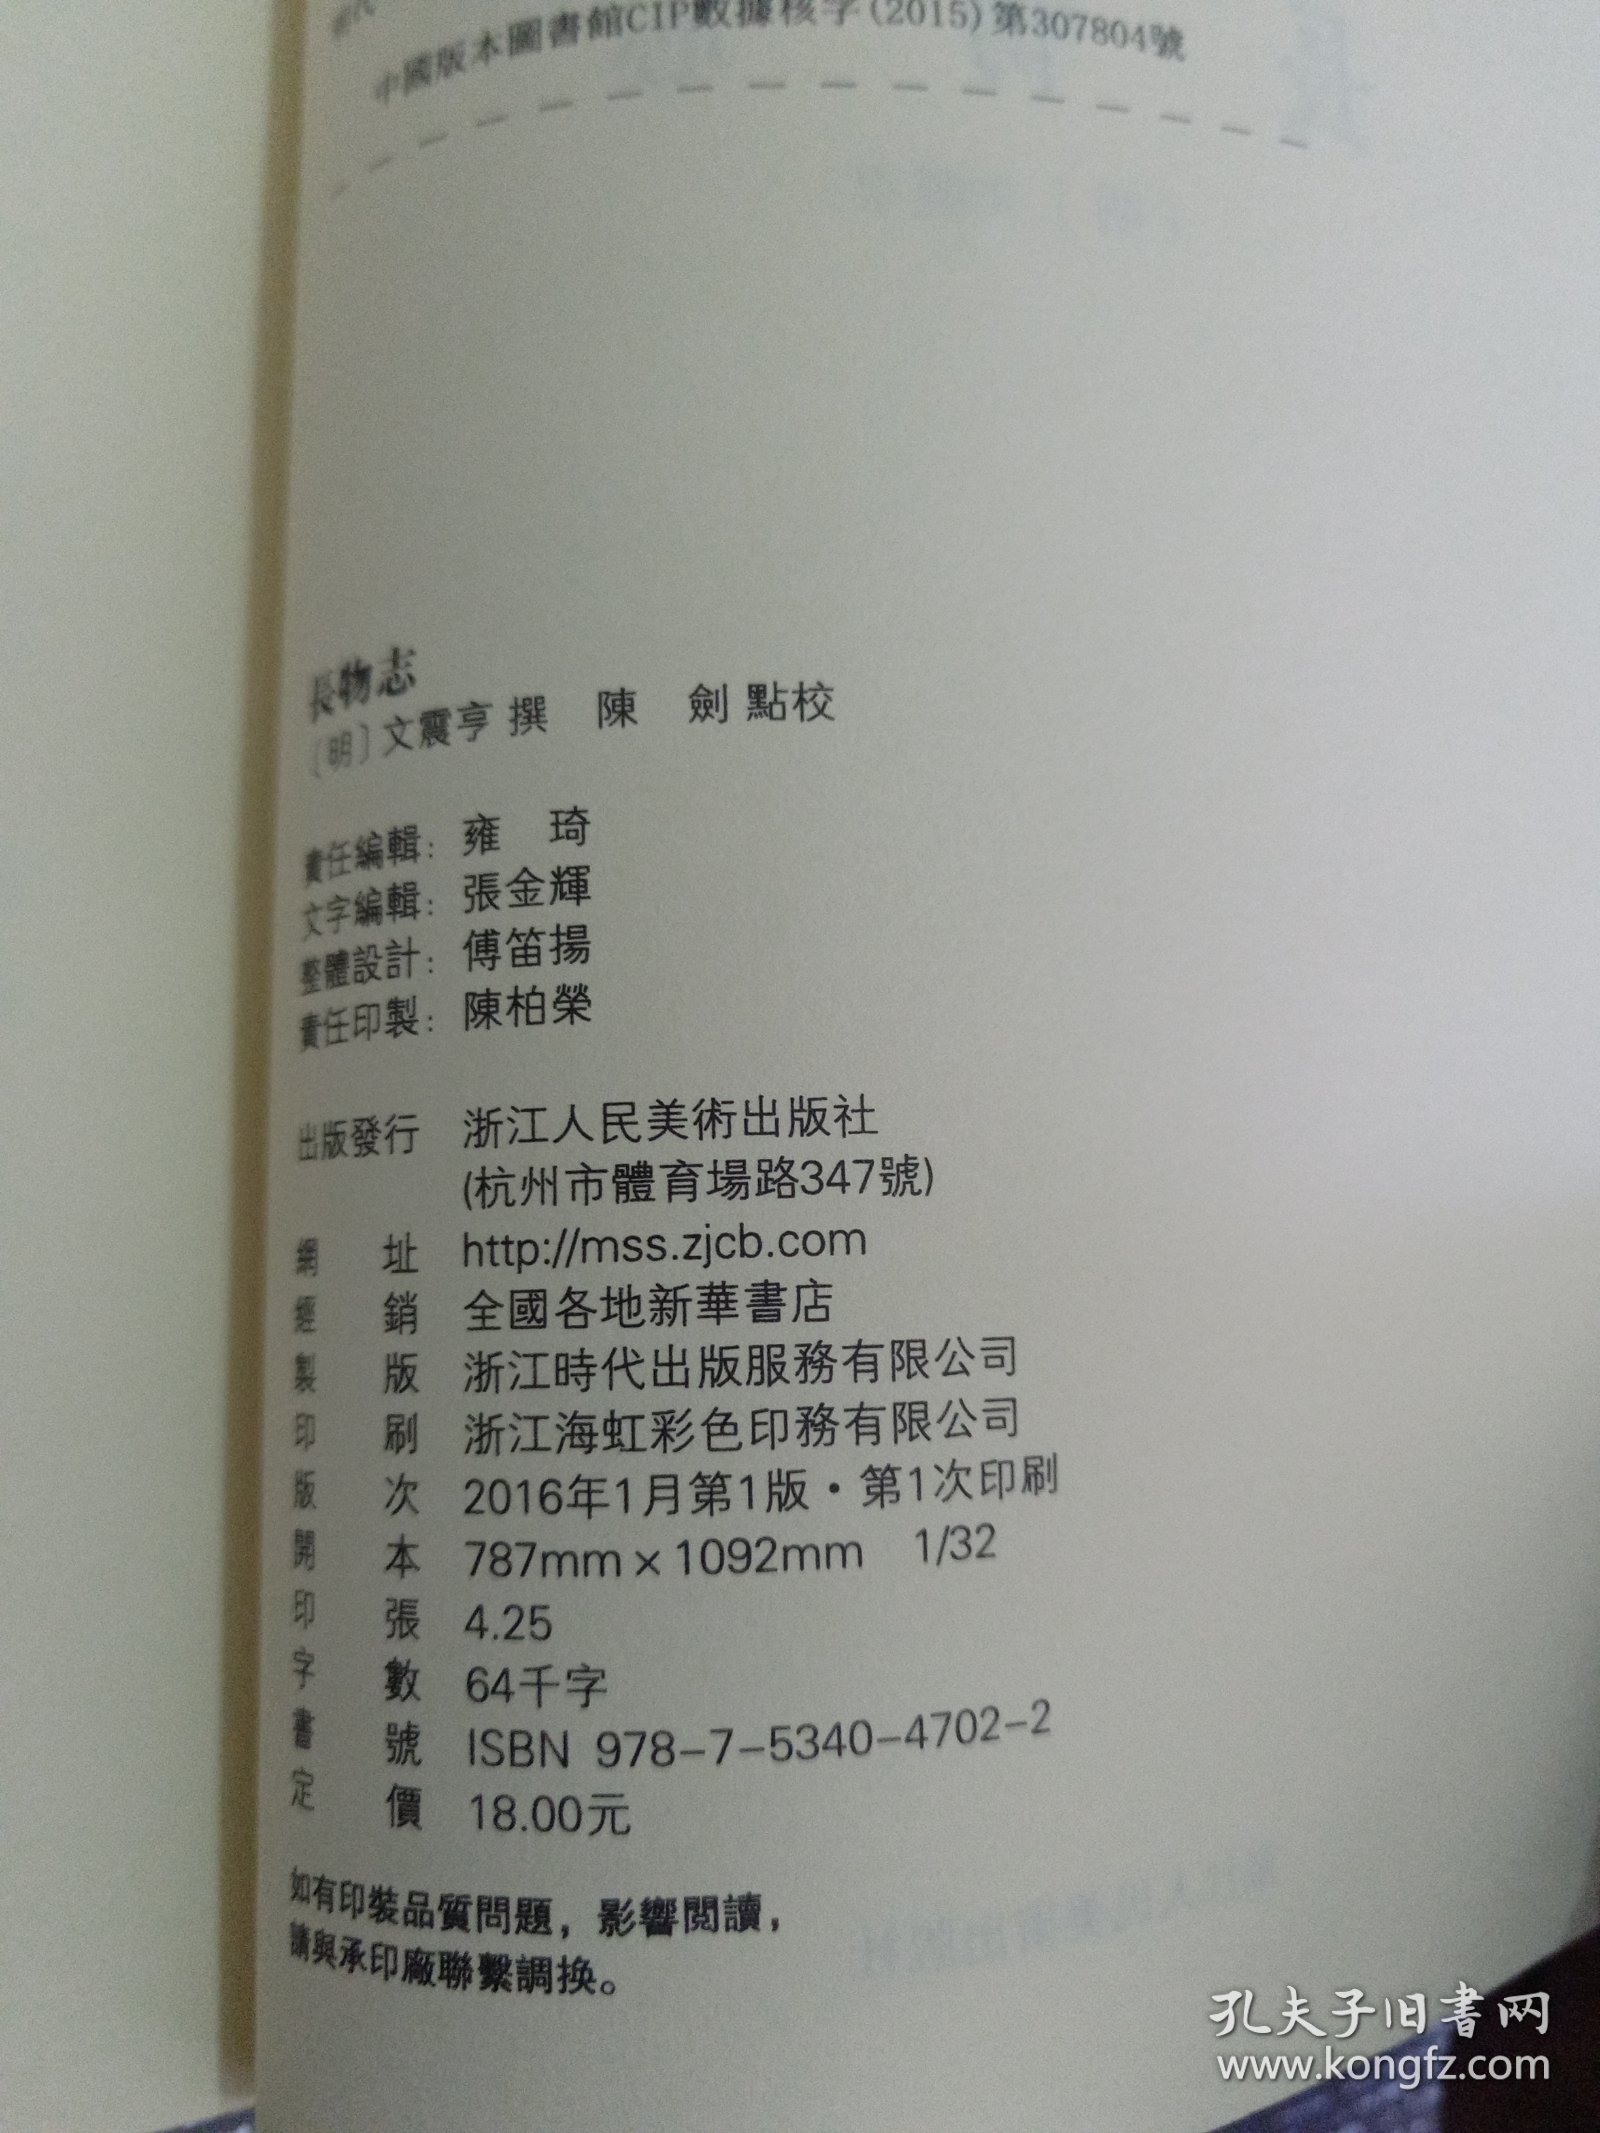 中國版本圖書館CIP數據核字(2015)第307804號
長物志
〔明〕文震亨 撰　陳　劍 點校
責任編輯：雍　琦
文字編輯：張金輝
整體設計：傅笛揚
責任印製：陳柏榮
出版發行　浙江人民美術出版社
(杭州市體育場路347號)
網　址　http://mss.zjcb.com
經　銷　全國各地新華書店
製　版　浙江時代出版服務有限公司
印　刷　浙江海虹彩色印務有限公司
版　次　2016年1月第1版・第1次印刷
開　本　787mm×1092mm　1/32
印　張　4.25
字　數　64千字
書　號　ISBN 978-7-5340-4702-2
定　價　18.00元
如有印裝品質問題，影響閱讀，
請與承印廠聯繫調換。
孔夫子旧书网
www.kongfz.com